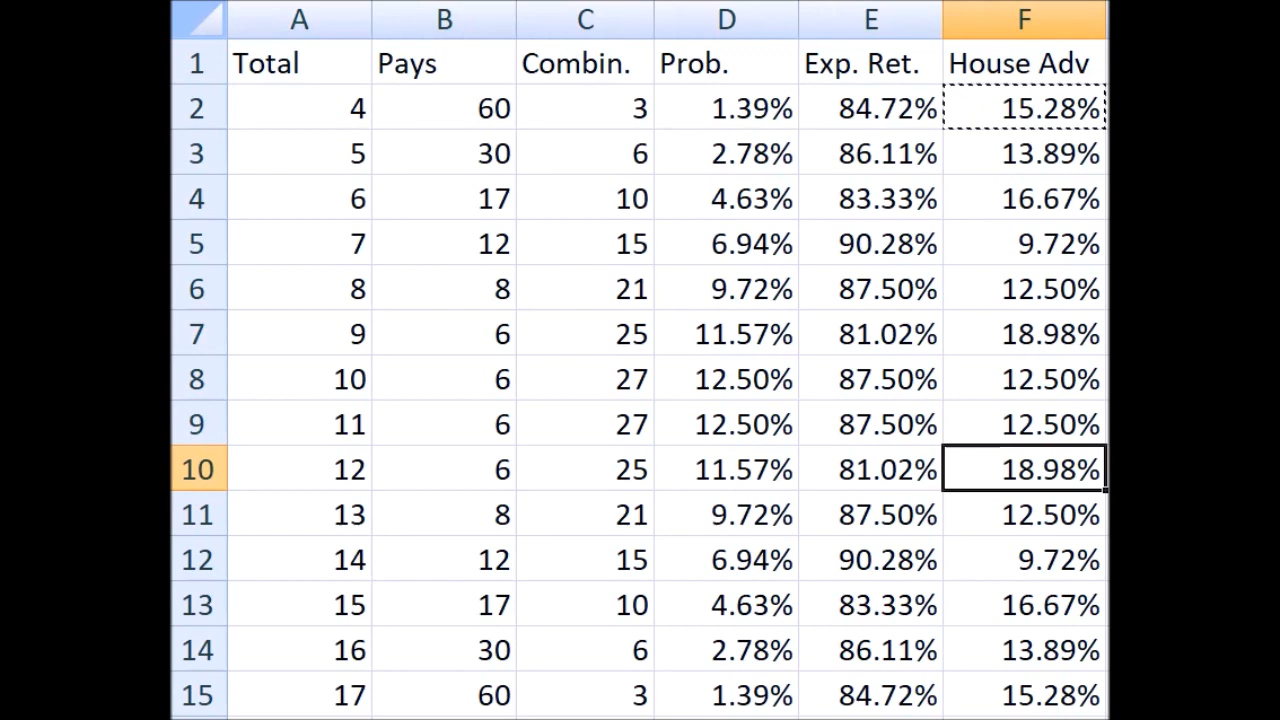 A B C D E F
1 Total Pays Combin. Prob. Exp. Ret. House Adv
2 4 60 3 1.39% 84.72% 15.28%
3 5 30 6 2.78% 86.11% 13.89%
4 6 17 10 4.63% 83.33% 16.67%
5 7 12 15 6.94% 90.28% 9.72%
6 8 8 21 9.72% 87.50% 12.50%
7 9 6 25 11.57% 81.02% 18.98%
8 10 6 27 12.50% 87.50% 12.50%
9 11 6 27 12.50% 87.50% 12.50%
10 12 6 25 11.57% 81.02% 18.98%
11 13 8 21 9.72% 87.50% 12.50%
12 14 12 15 6.94% 90.28% 9.72%
13 15 17 10 4.63% 83.33% 16.67%
14 16 30 6 2.78% 86.11% 13.89%
15 17 60 3 1.39% 84.72% 15.28%